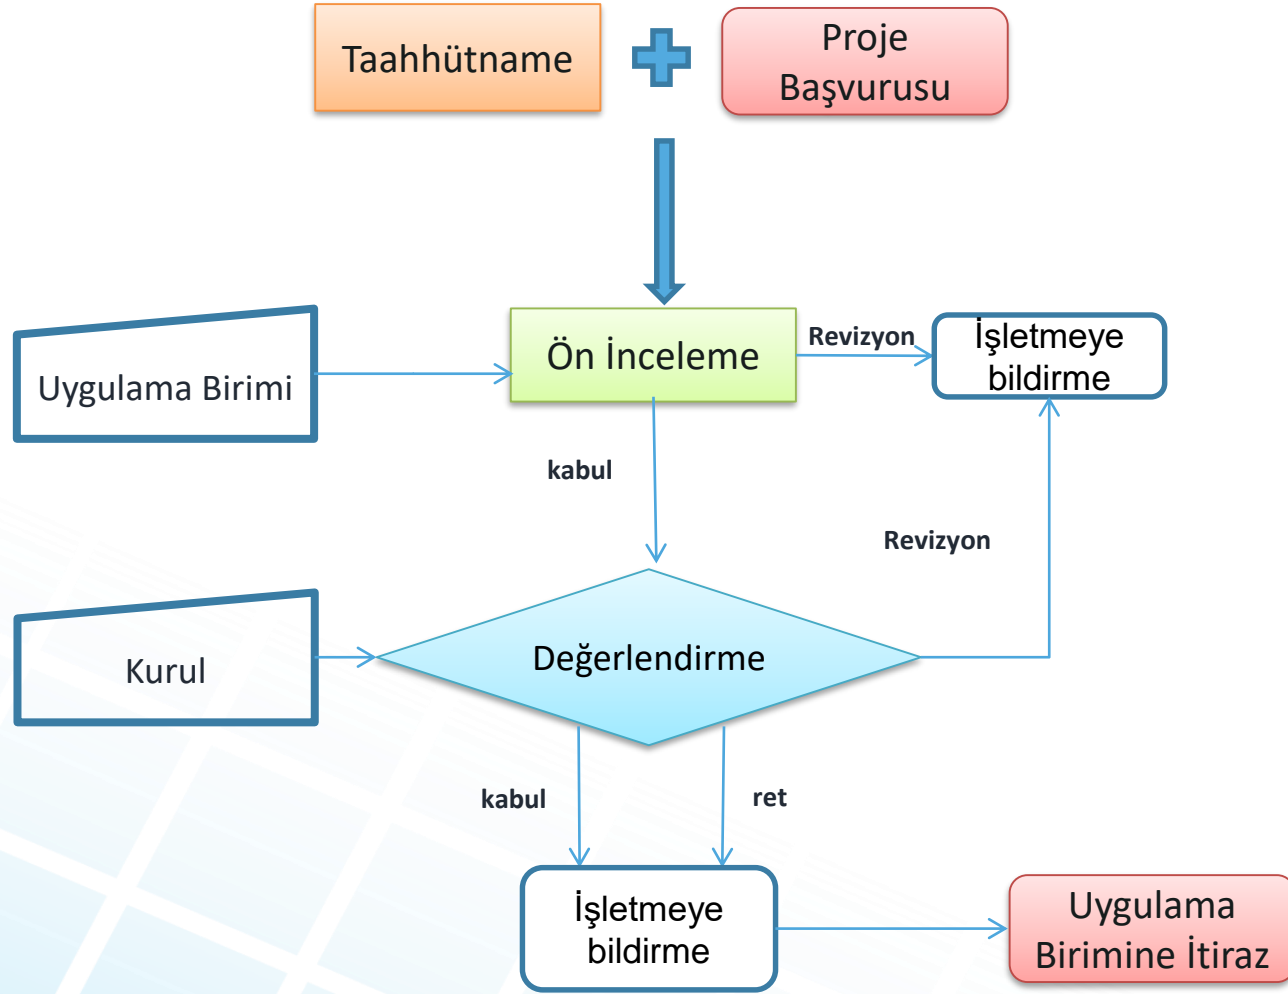 Taahhütname
Proje
Başvurusu
Uygulama Birimi
Ön İnceleme
Revizyon
İşletmeye
bildirme
kabul
Revizyon
Kurul
Değerlendirme
kabul
ret
İşletmeye
bildirme
Uygulama
Birimine İtiraz